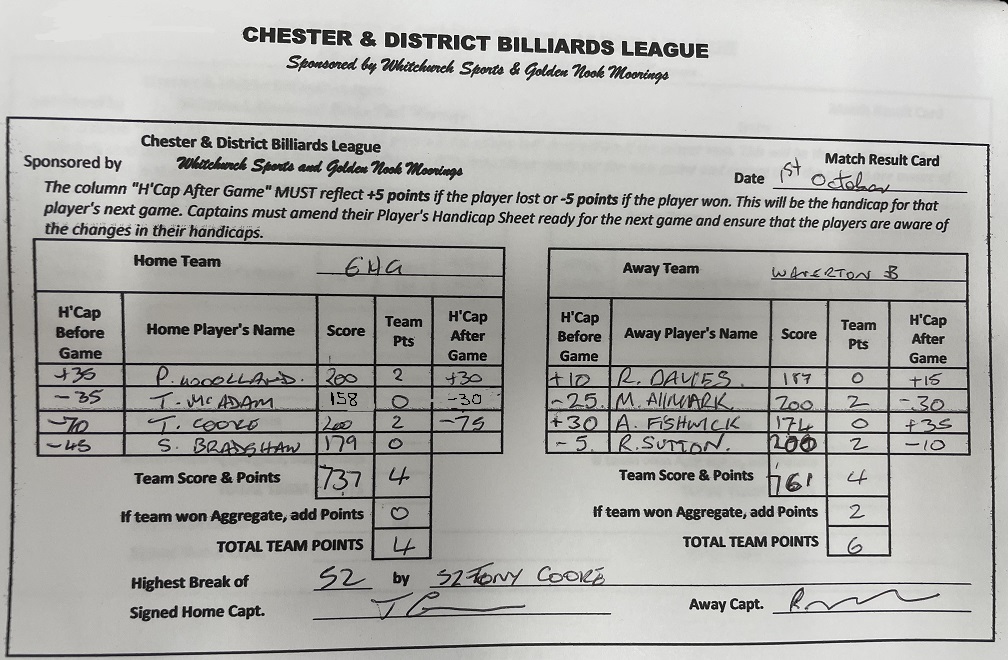 CHESTER & DISTRICT BILLIARDS LEAGUE
Sponsored by Whitchurch Sports & Golden Nook Moorings
Chester & District Billiards League
Sponsored by Whitchurch Sports and Golden Nook Moorings
Match Result Card
Date 1st October
The column "H'Cap After Game" MUST reflect +5 points if the player lost or -5 points if the player won. This will be the handicap for that
player's next game. Captains must amend their Player's Handicap Sheet ready for the next game and ensure that the players are aware of
the changes in their handicaps.
Home Team EHG
H'Cap Before Game Home Player's Name Score Team Pts H'Cap After Game
+35 P. WOOLLAND. 200 2 +30
-35 T. McADAM 158 0 -30
-70 T. COOKE 200 2 -75
-45 S. BRADSHAW 179 0
Team Score & Points 737 4
If team won Aggregate, add Points 0
TOTAL TEAM POINTS 4
Away Team WAVERTON B
H'Cap Before Game Away Player's Name Score Team Pts H'Cap After Game
+10 R. DAVIES. 187 0 +15
-25. M. 200 2 -30
+30 A. FISHWICK 174 0 +35
-5. R. SUTTON. 200 2 -10
Team Score & Points 761 4
If team won Aggregate, add Points 2
TOTAL TEAM POINTS 6
Highest Break of 52 by 52 TONY COOKE
Signed Home Capt.
Away Capt.